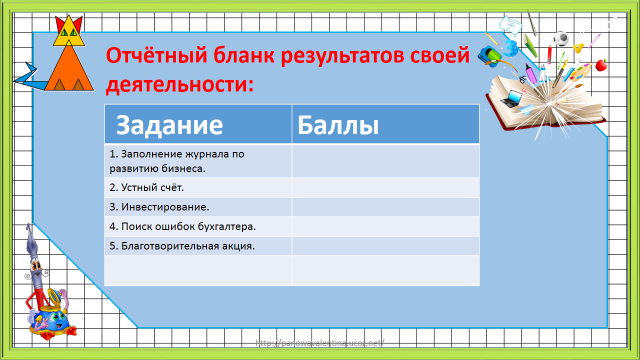 Отчётный бланк результатов своей
деятельности:
Задание Баллы
1. Заполнение журнала по
развитию бизнеса.
2. Устный счёт.
3. Инвестирование.
4. Поиск ошибок бухгалтера.
5. Благотворительная акция.
http://parjowavalentina.ucoz.net/